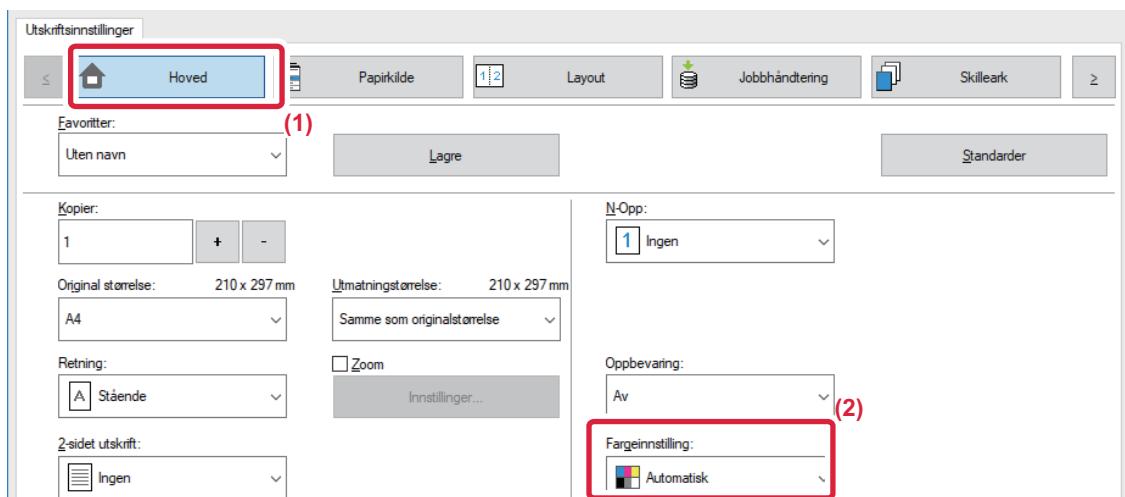 Utskriftsinnstillinger
≤ Hoved Papirkilde 1 2 Layout Jobbhåndtering Skilleark ≥
(1)
Favoritter:
Uten navn Lagre Standarder
Kopier: N-Opp:
1 + - 1 Ingen
Original størrelse: 210 x 297 mm Utmatningstørrelse: 210 x 297 mm
A4 Samme som originalstørrelse
Retning: Zoom Oppbevaring:
A Stående Innstillinger... Av
(2)
2-sidet utskrift: Fargeinnstilling:
Ingen Automatisk